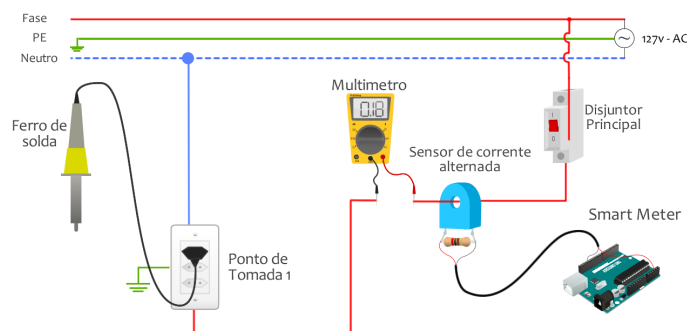 Fase
PE
Neutro
127v - AC
Multimetro
0.18
Disjuntor
Principal
I
0
Ferro de
solda
Sensor de corrente
alternada
Smart Meter
Ponto de
Tomada 1